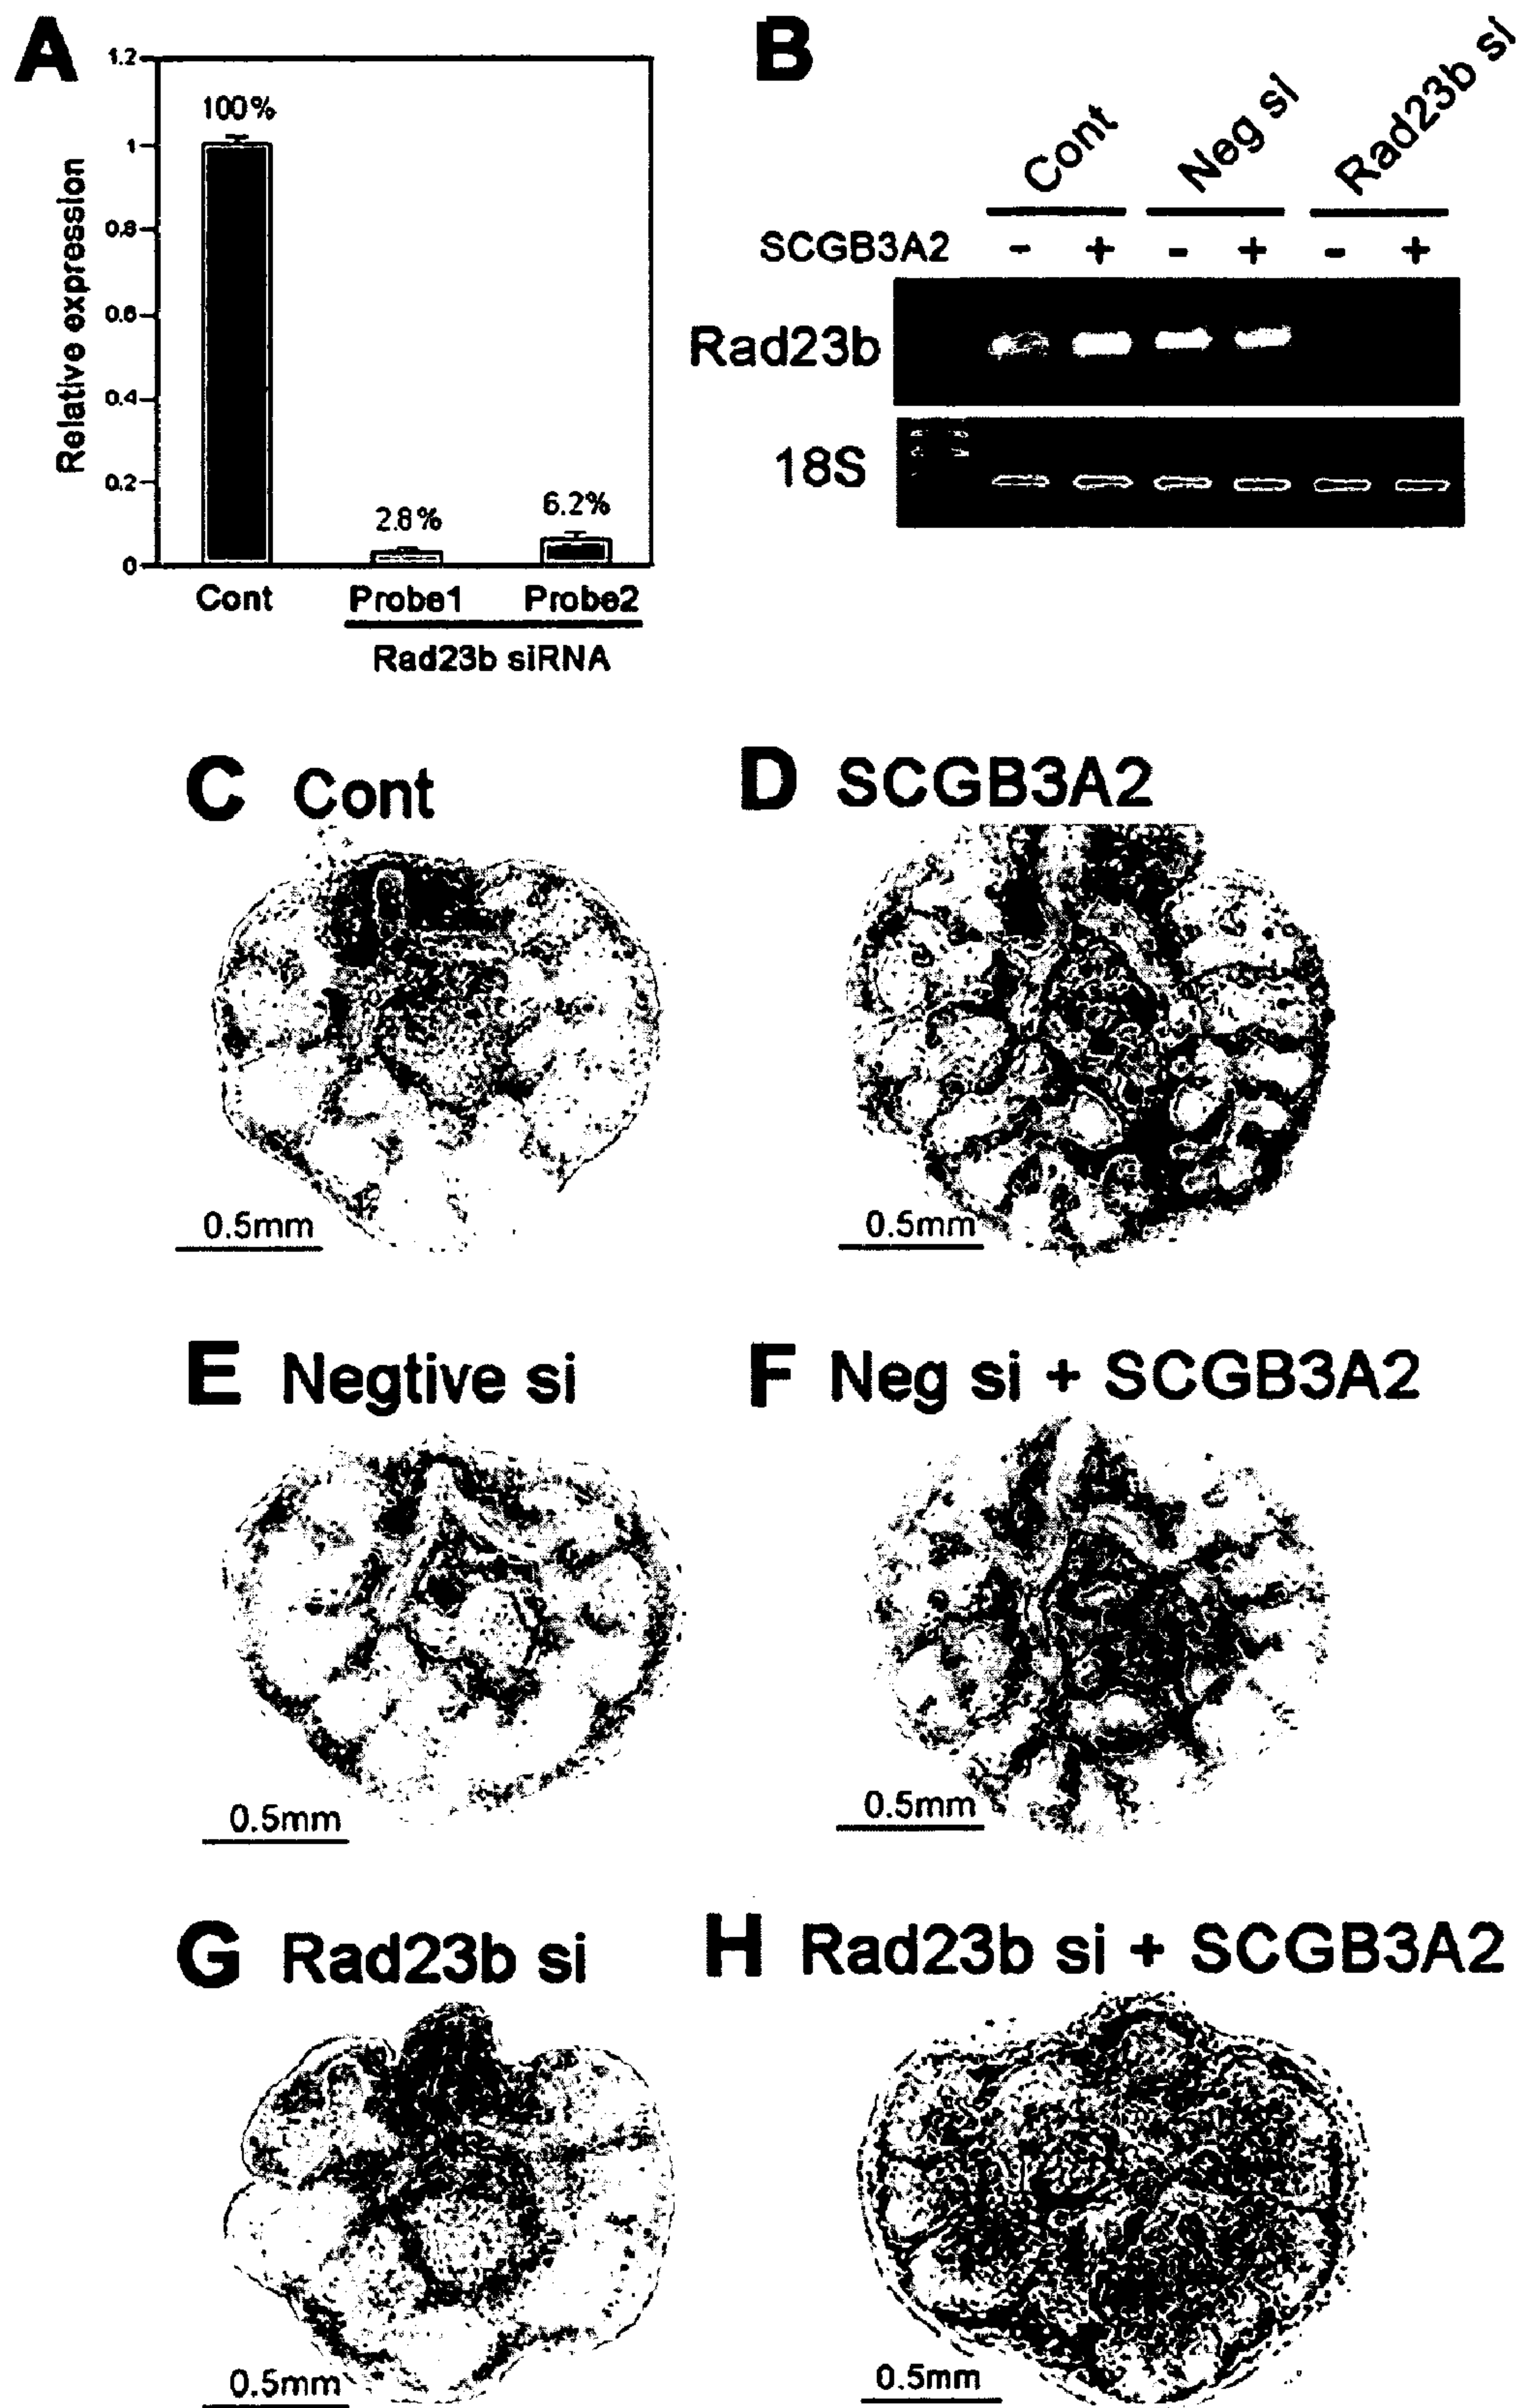 A
1.2
100%
1
0.8
0.6
0.4
0.2
0
2.8%
6.2%
Relative expression
Cont
Probe1
Probe2
Rad23b siRNA
B
Cont
Neg si
Rad23b si
SCGB3A2 - + - + - +
Rad23b
18S
C Cont
0.5mm
D SCGB3A2
0.5mm
E Negtive si
0.5mm
F Neg si + SCGB3A2
0.5mm
G Rad23b si
0.5mm
H Rad23b si + SCGB3A2
0.5mm